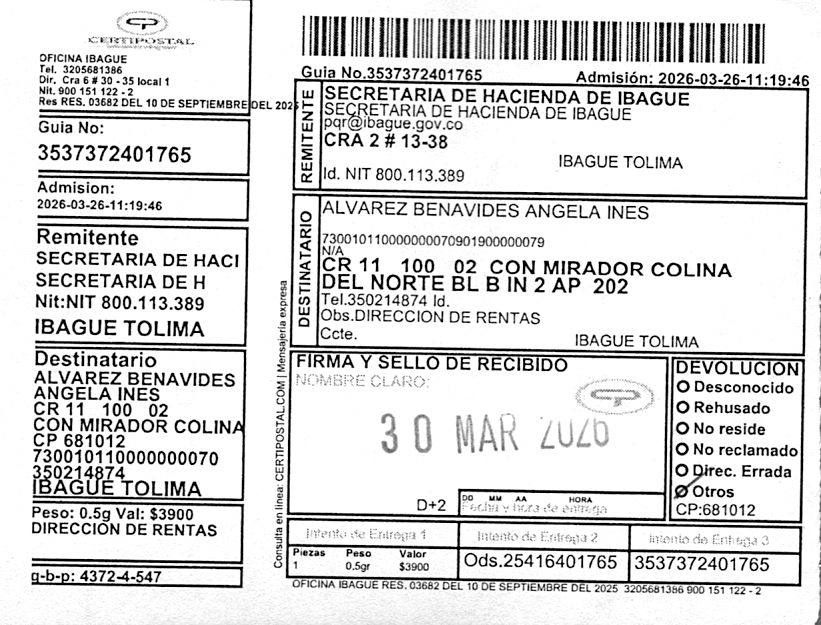 CERTIPOSTAL
OFICINA IBAGUE
Tel. 3205681386
Dir. Cra 6 # 30 - 35 local 1
Nit. 900 151 122 - 2
Res RES. 03682 DEL 10 DE SEPTIEMBRE DEL 2025
Guia No:
3537372401765
Admision:
2026-03-26-11:19:46
Remitente
SECRETARIA DE HACI
SECRETARIA DE H
Nit:NIT 800.113.389
IBAGUE TOLIMA
Destinatario
ALVAREZ BENAVIDES
ANGELA INES
CR 11 100 02
CON MIRADOR COLINA
CP 681012
730010110000000070
350214874
IBAGUE TOLIMA
Peso: 0.5g Val: $3900
DIRECCION DE RENTAS
g-b-p: 4372-4-547
Consulta en línea: CERTIPOSTAL.COM | Mensajería expresa
Guia No.3537372401765 Admisión: 2026-03-26-11:19:46
REMITENTE
SECRETARIA DE HACIENDA DE IBAGUE
SECRETARIA DE HACIENDA DE IBAGUE
pqr@ibague.gov.co
CRA 2 # 13-38
IBAGUE TOLIMA
Id. NIT 800.113.389
DESTINATARIO
ALVAREZ BENAVIDES ANGELA INES
730010110000000070901900000079
N/A
CR 11 100 02 CON MIRADOR COLINA
DEL NORTE BL B IN 2 AP 202
Tel.350214874 Id.
Obs.DIRECCION DE RENTAS
Ccte. IBAGUE TOLIMA
FIRMA Y SELLO DE RECIBIDO
NOMBRE CLARO:
30 MAR 2026
D+2
DD MM AA HORA
Fecha y hora de entrega
DEVOLUCION
Desconocido
Rehusado
No reside
No reclamado
Direc. Errada
Otros
CP:681012
Intento de Entrega 1 Intento de Entrega 2 Intento de Entrega 3
Piezas Peso Valor
1 0.5gr $3900
Ods.25416401765 3537372401765
OFICINA IBAGUE RES. 03682 DEL 10 DE SEPTIEMBRE DEL 2025 3205681386 900 151 122 - 2